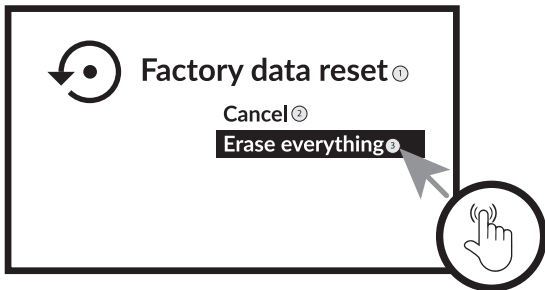 Factory data reset ①
Cancel ②
Erase everything ③